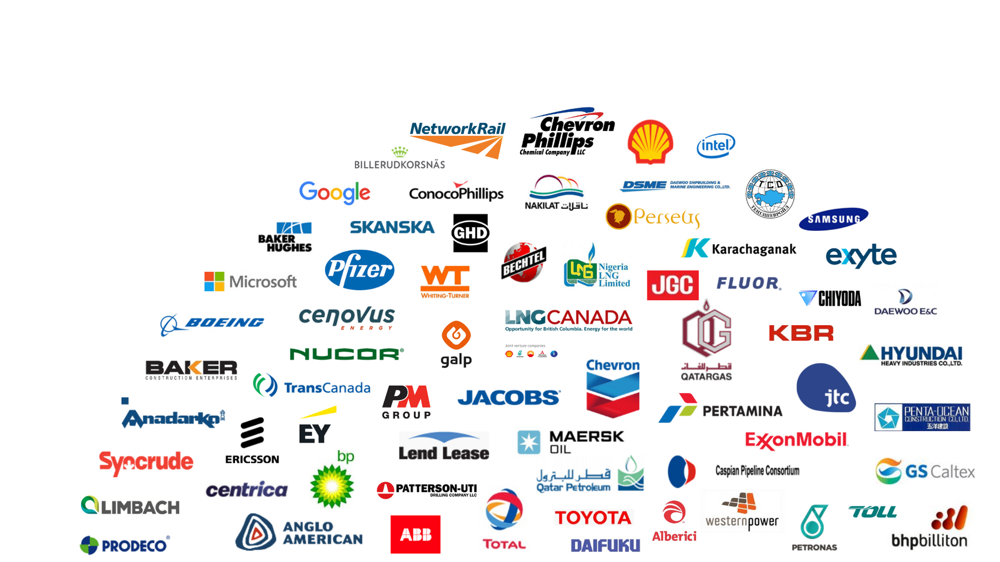 NetworkRail
Chevron
Phillips
Chemical Company LLC
intel
BILLERUDKORSNÄS
Google
ConocoPhillips
NAKILAT ناقلات
DSME DAEWOO SHIPBUILDING &
MARINE ENGINEERING CO.,LTD.
TCO
ТЕҢІЗШЕВРОЙЛ
Perseus
SAMSUNG
BAKER
HUGHES
SKANSKA
GHD
Karachaganak
exyte
Pfizer
BECHTEL
LNG
Nigeria
LNG
Limited
Microsoft
WT
WHITING-TURNER
JGC
FLUOR®
CHIYODA
DAEWOO E&C
BOEING
cenovus
ENERGY
LNGCANADA
Opportunity for British Columbia. Energy for the world
Joint venture companies
galp
QG
قطر للغاز
QATARGAS
KBR
NUCOR®
HYUNDAI
HEAVY INDUSTRIES CO.,LTD.
BAKER
CONSTRUCTION ENTERPRISES
TransCanada
Chevron
PM
GROUP
JACOBS®
jtc
Anadarko
PERTAMINA
PENTA-OCEAN
CONSTRUCTION CO.,LTD.
五洋建設
ERICSSON
EY
Lend Lease
MAERSK
OIL
ExxonMobil
Syncrude
bp
قطر للبترول
Qatar Petroleum
Caspian Pipeline Consortium
GS Caltex
centrica
PATTERSON-UTI
DRILLING COMPANY LLC
LIMBACH
TOYOTA
Alberici
westernpower
PETRONAS
TOLL
bhpbilliton
PRODECO®
ANGLO
AMERICAN
ABB
TOTAL
DAIFUKU